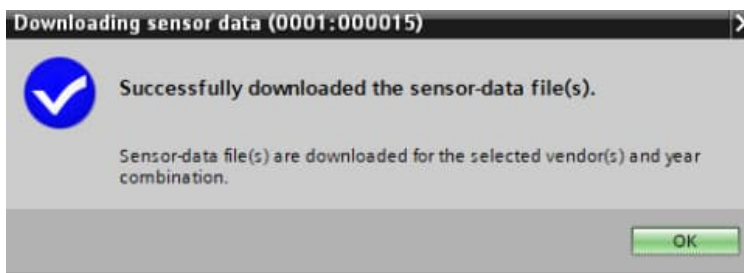 Downloading sensor data (0001:000015)
Successfully downloaded the sensor-data file(s).
Sensor-data file(s) are downloaded for the selected vendor(s) and year
combination.
OK